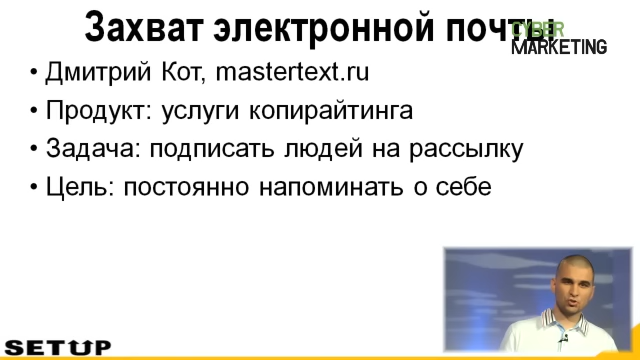 Захват электронной почты
CYBER
MARKETING
• Дмитрий Кот, mastertext.ru
• Продукт: услуги копирайтинга
• Задача: подписать людей на рассылку
• Цель: постоянно напоминать о себе
SETUP